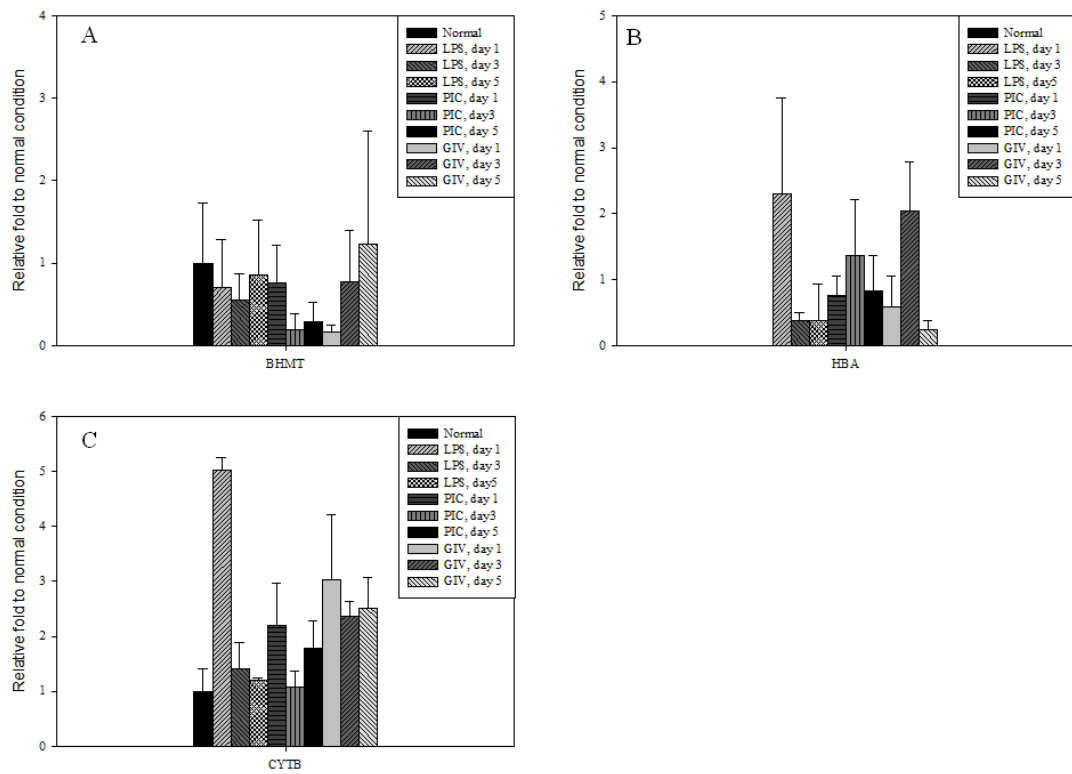 A
Relative fold to normal condition
4
3
2
1
0
BHMT
Normal
LPS, day 1
LPS, day 3
LPS, day 5
PIC, day 1
PIC, day3
PIC, day 5
GIV, day 1
GIV, day 3
GIV, day 5
B
Relative fold to normal condition
5
4
3
2
1
0
HBA
LPS, day 1
LPS, day 3
LPS, day5
PIC, day 1
PIC, day3
PIC, day 5
GIV, day 1
GIV, day 3
GIV, day 5
C
Relative fold to normal condition
6
5
4
3
2
1
0
CYTB
Normal
LPS, day 1
LPS, day 3
LPS, day5
PIC, day 1
PIC, day3
PIC, day 5
GIV, day 1
GIV, day 3
GIV, day 5